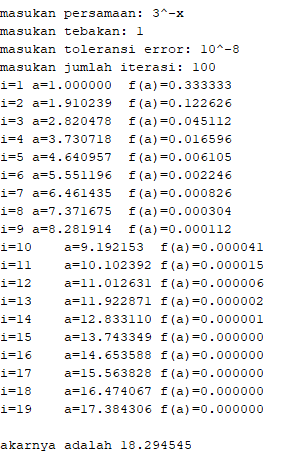 masukan persamaan: 3^-x
masukan tebakan: 1
masukan toleransi error: 10^-8
masukan jumlah iterasi: 100
i=1 a=1.000000 f(a)=0.333333
i=2 a=1.910239 f(a)=0.122626
i=3 a=2.820478 f(a)=0.045112
i=4 a=3.730718 f(a)=0.016596
i=5 a=4.640957 f(a)=0.006105
i=6 a=5.551196 f(a)=0.002246
i=7 a=6.461435 f(a)=0.000826
i=8 a=7.371675 f(a)=0.000304
i=9 a=8.281914 f(a)=0.000112
i=10 a=9.192153 f(a)=0.000041
i=11 a=10.102392 f(a)=0.000015
i=12 a=11.012631 f(a)=0.000006
i=13 a=11.922871 f(a)=0.000002
i=14 a=12.833110 f(a)=0.000001
i=15 a=13.743349 f(a)=0.000000
i=16 a=14.653588 f(a)=0.000000
i=17 a=15.563828 f(a)=0.000000
i=18 a=16.474067 f(a)=0.000000
i=19 a=17.384306 f(a)=0.000000
akarnya adalah 18.294545